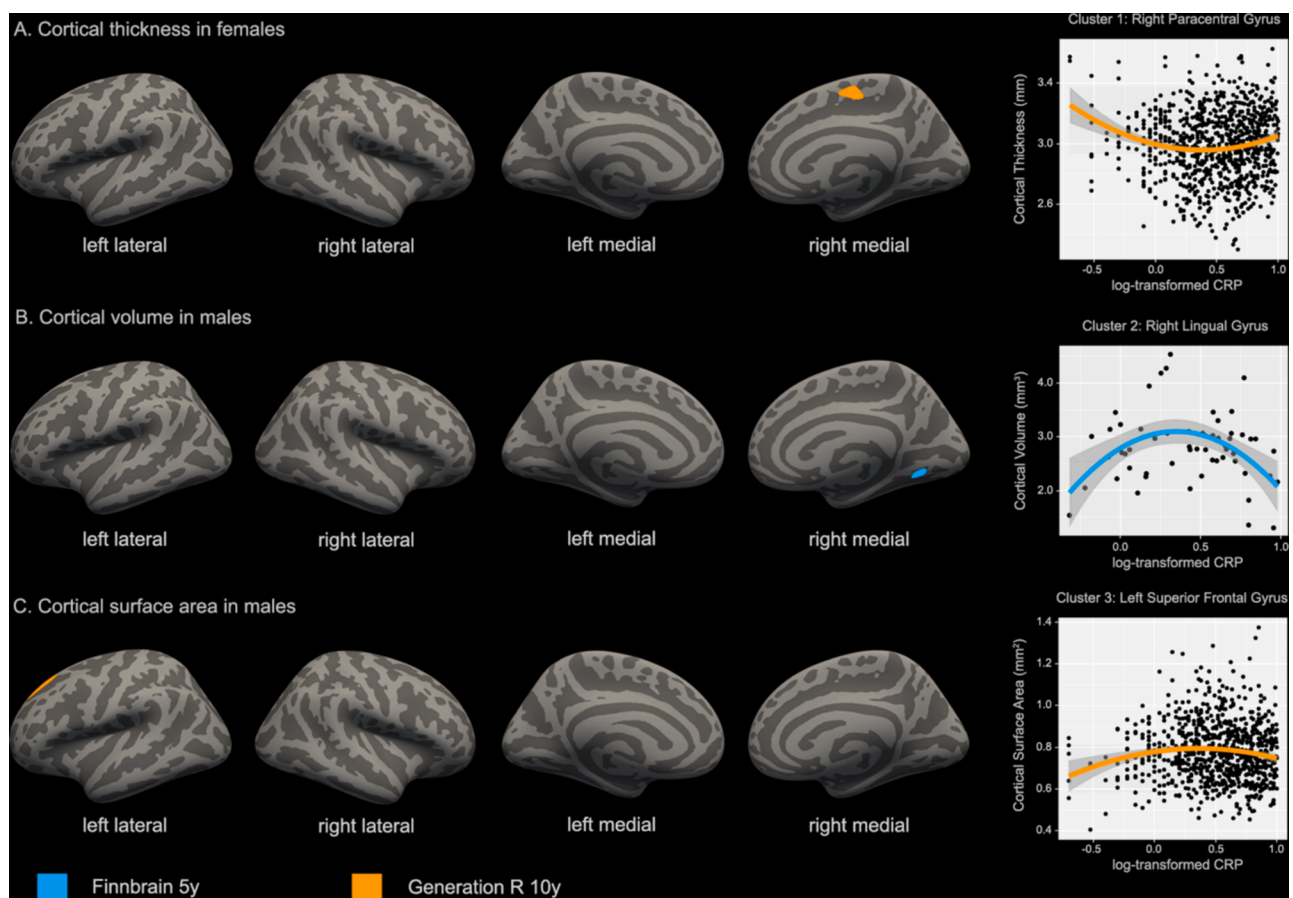 A. Cortical thickness in females
left lateral
right lateral
left medial
right medial
Cluster 1: Right Paracentral Gyrus
Cortical Thickness (mm)
3.4
3.0
2.6
-0.5
0.0
0.5
1.0
log-transformed CRP
B. Cortical volume in males
left lateral
right lateral
left medial
right medial
Cluster 2: Right Lingual Gyrus
Cortical Volume (mm³)
4.0
3.0
2.0
0.0
0.5
1.0
log-transformed CRP
C. Cortical surface area in males
left lateral
right lateral
left medial
right medial
Cluster 3: Left Superior Frontal Gyrus
Cortical Surface Area (mm²)
1.4
1.2
1.0
0.8
0.6
0.4
-0.5
0.0
0.5
1.0
log-transformed CRP
Finnbrain 5y
Generation R 10y